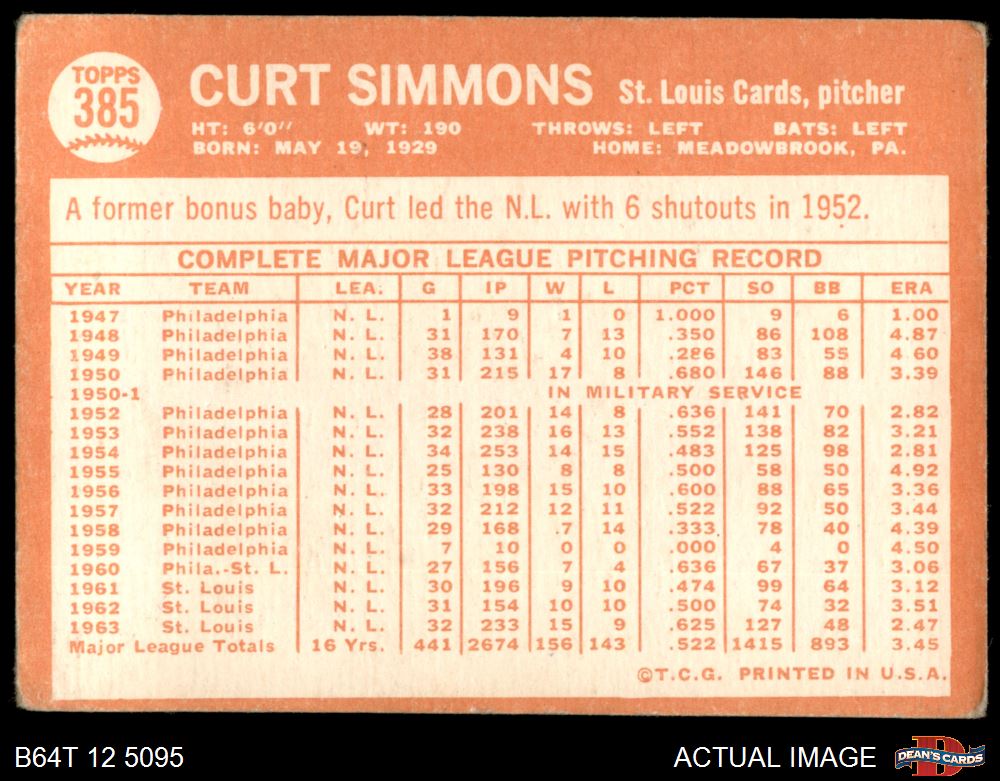 TOPPS
385
CURT SIMMONS St. Louis Cards, pitcher
HT: 6'0" WT: 190 THROWS: LEFT BATS: LEFT
BORN: MAY 19, 1929 HOME: MEADOWBROOK, PA.
A former bonus baby, Curt led the N.L. with 6 shutouts in 1952.
COMPLETE MAJOR LEAGUE PITCHING RECORD
YEAR TEAM LEA. G IP W L PCT SO BB ERA
1947 Philadelphia N. L. 1 9 1 0 1.000 9 6 1.00
1948 Philadelphia N. L. 31 170 7 13 .350 86 108 4.87
1949 Philadelphia N. L. 38 131 4 10 .286 83 55 4.60
1950 Philadelphia N. L. 31 215 17 8 .680 146 88 3.39
1950-1 IN MILITARY SERVICE
1952 Philadelphia N. L. 28 201 14 8 .636 141 70 2.82
1953 Philadelphia N. L. 32 238 16 13 .552 138 82 3.21
1954 Philadelphia N. L. 34 253 14 15 .483 125 98 2.81
1955 Philadelphia N. L. 25 130 8 8 .500 58 50 4.92
1956 Philadelphia N. L. 33 198 15 10 .600 88 65 3.36
1957 Philadelphia N. L. 32 212 12 11 .522 92 50 3.44
1958 Philadelphia N. L. 29 168 .7 14 .333 78 40 4.39
1959 Philadelphia N. L. 7 10 0 0 .000 4 0 4.50
1960 Phila.-St. L. N. L. 27 156 7 4 .636 67 37 3.06
1961 St. Louis N. L. 30 196 9 10 .474 99 64 3.12
1962 St. Louis N. L. 31 154 10 10 .500 74 32 3.51
1963 St. Louis N. L. 32 233 15 9 .625 127 48 2.47
Major League Totals 16 Yrs. 441 2674 156 143 .522 1415 893 3.45
©T.C.G. PRINTED IN U.S.A.
B64T 12 5095 ACTUAL IMAGE DEAN'S CARDS